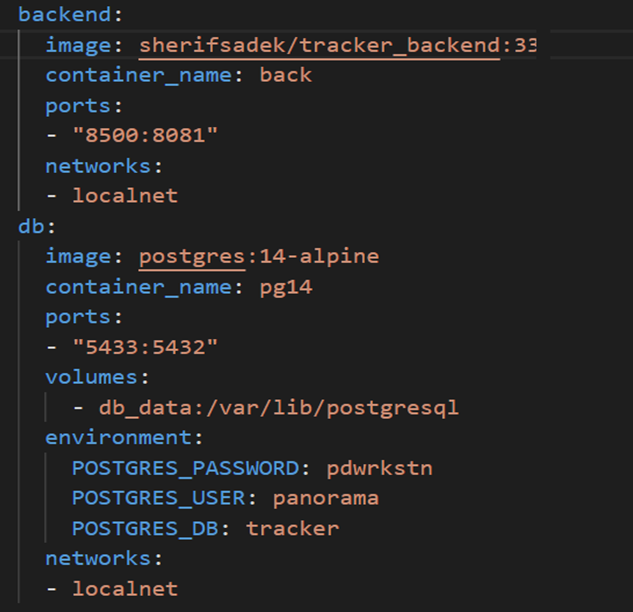 backend:
image: sherifsadek/tracker_backend:33
container_name: back
ports:
- "8500:8081"
networks:
- localnet
db:
image: postgres:14-alpine
container_name: pg14
ports:
- "5433:5432"
volumes:
- db_data:/var/lib/postgresql
environment:
POSTGRES_PASSWORD: pdwrkstn
POSTGRES_USER: panorama
POSTGRES_DB: tracker
networks:
- localnet